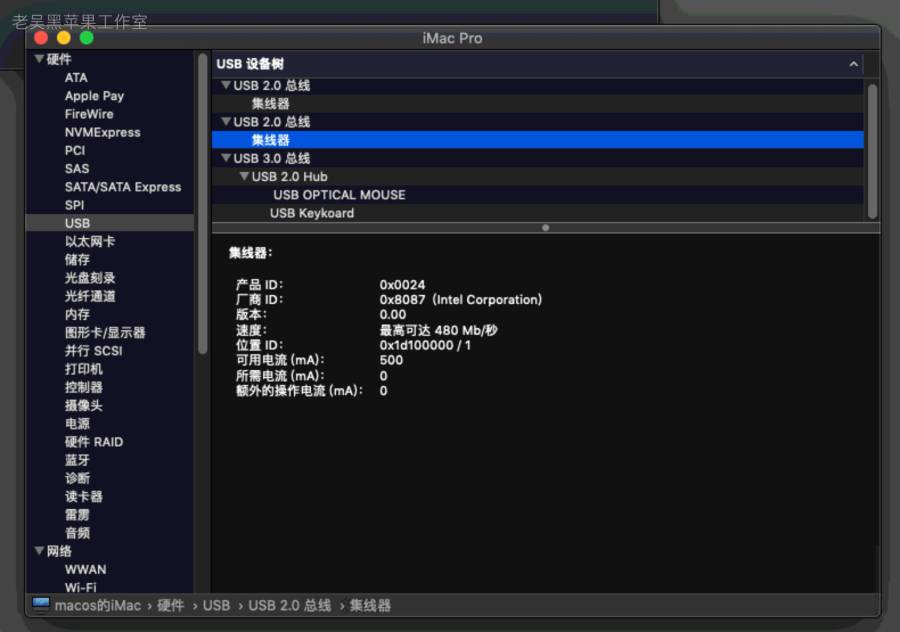 老吴黑苹果工作室
iMac Pro
硬件
ATA
Apple Pay
FireWire
NVMExpress
PCI
SAS
SATA/SATA Express
SPI
USB
以太网卡
储存
光盘刻录
光纤通道
内存
图形卡/显示器
并行 SCSI
打印机
控制器
摄像头
电源
硬件 RAID
蓝牙
诊断
读卡器
雷雳
音频
网络
WWAN
Wi-Fi
USB 设备树
USB 2.0 总线
集线器
USB 2.0 总线
集线器
USB 3.0 总线
USB 2.0 Hub
USB OPTICAL MOUSE
USB Keykoard
集线器：
产品 ID： 0x0024
厂商 ID： 0x8087（Intel Corporation）
版本： 0.00
速度： 最高可达 480 Mb/秒
位置 ID： 0x1d100000 / 1
可用电流 (mA)： 500
所需电流 (mA)： 0
额外的操作电流 (mA)： 0
macos的iMac › 硬件 › USB › USB 2.0 总线 › 集线器